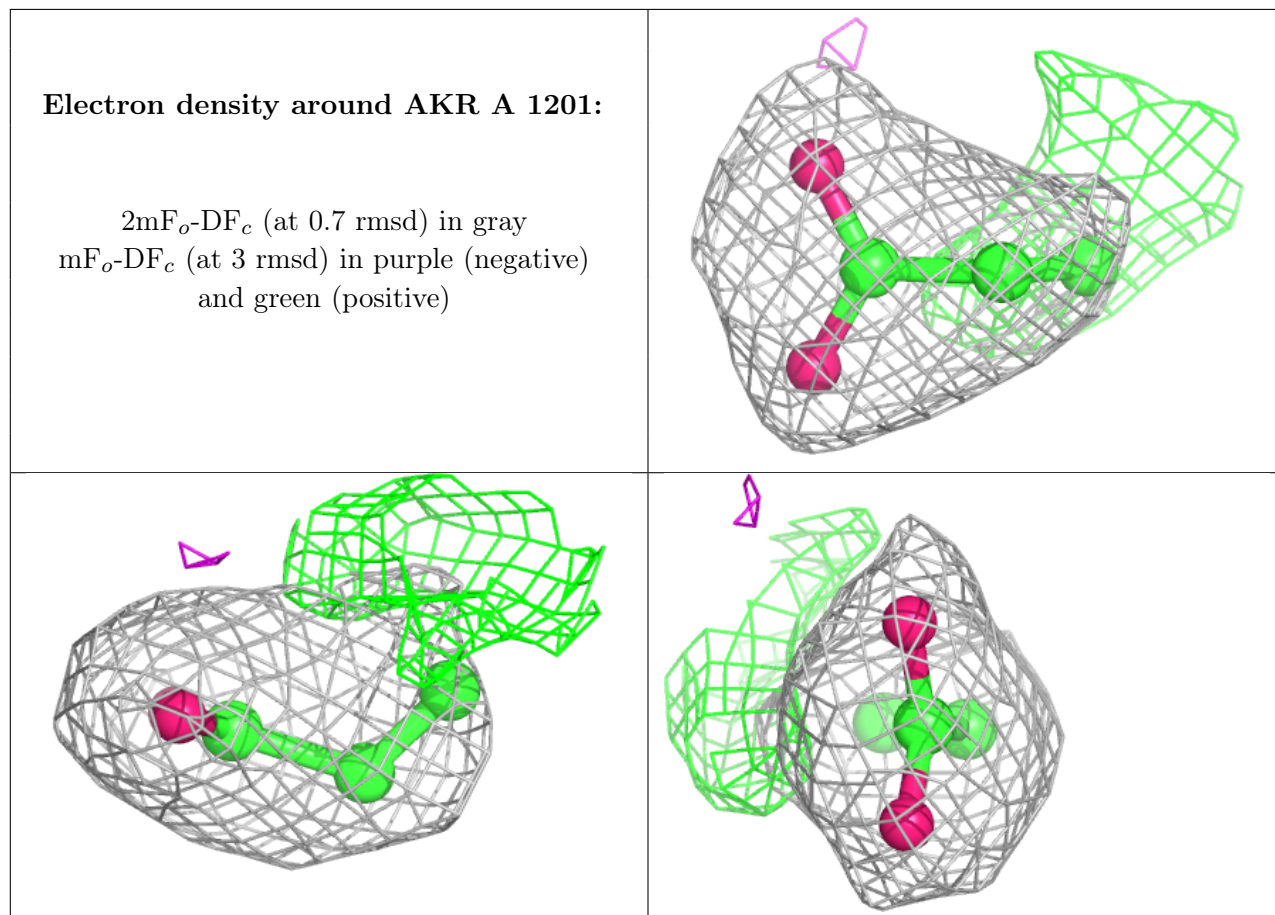 Electron density around AKR A 1201:
2mFo-DFc (at 0.7 rmsd) in gray
mFo-DFc (at 3 rmsd) in purple (negative)
and green (positive)